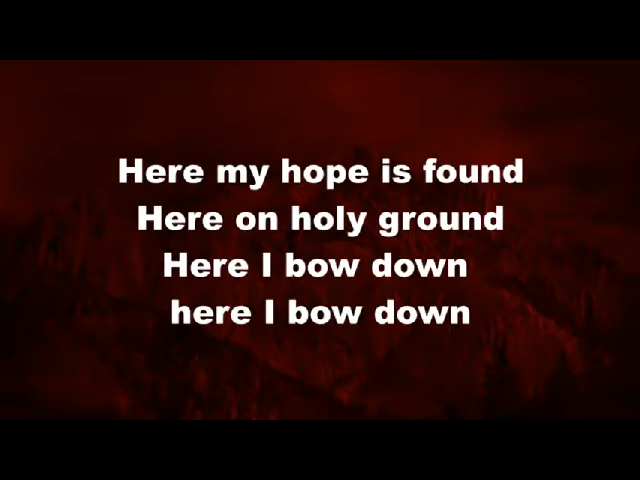 Here my hope is found
Here on holy ground
Here I bow down
here I bow down